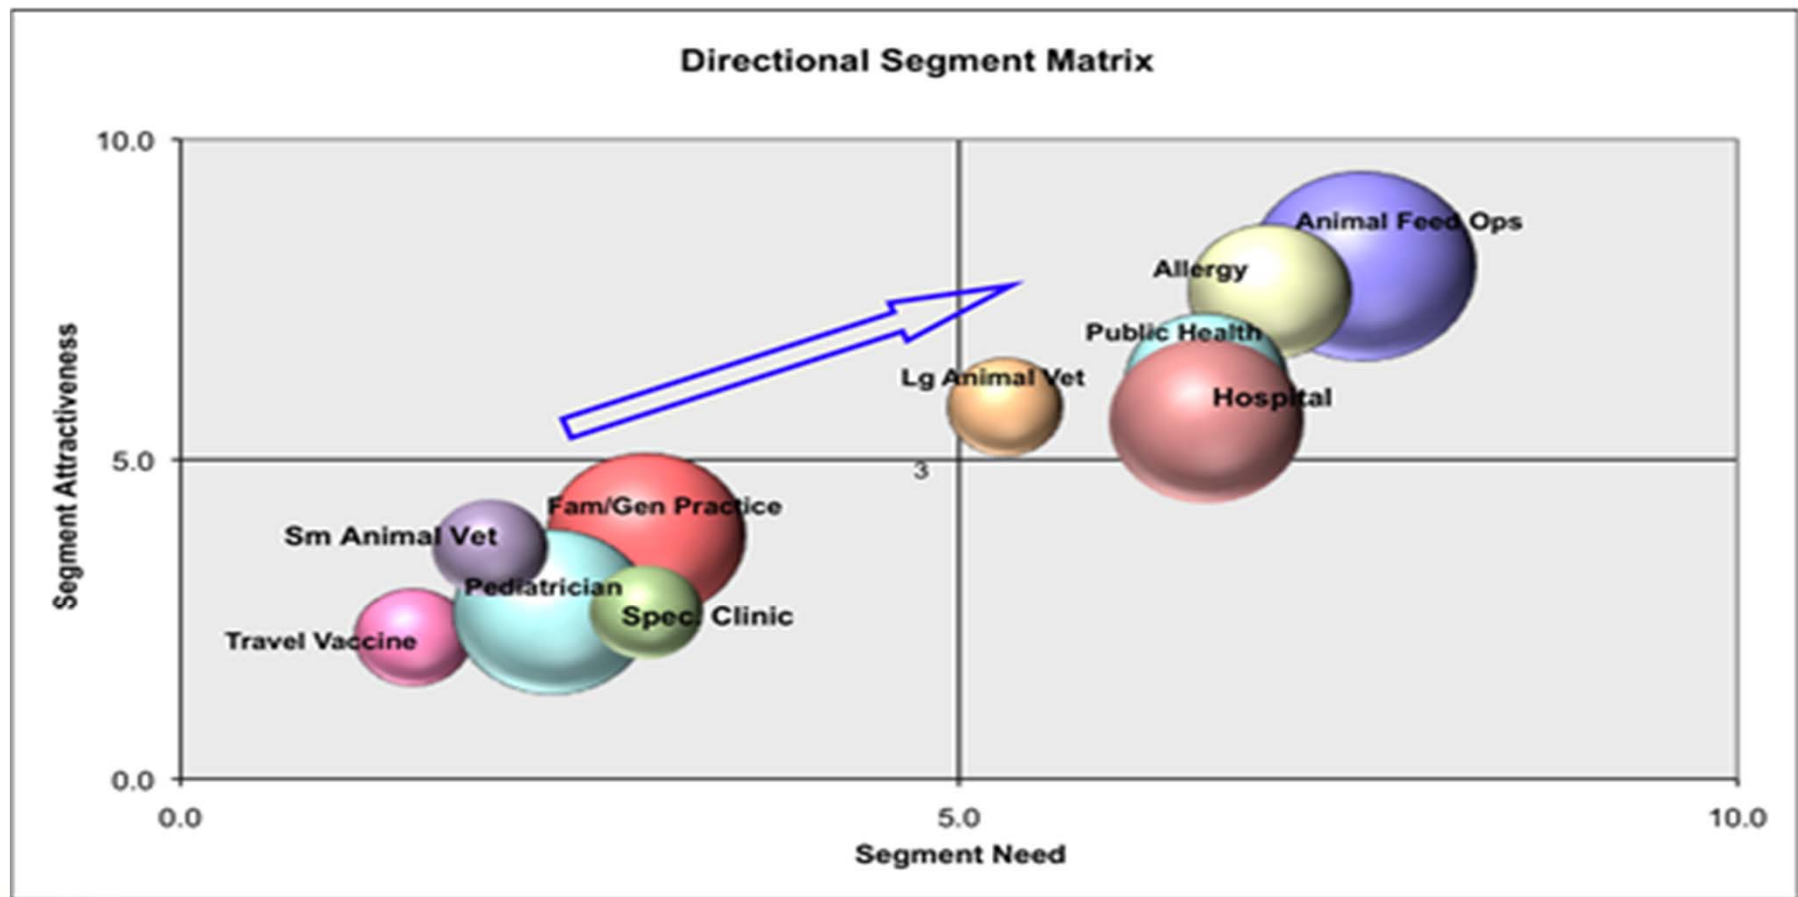 Directional Segment Matrix
10.0
Animal Feed Ops
Allergy
Public Health
Lg Animal Vet
Hospital
Segment Attractiveness
5.0
3
Fam/Gen Practice
Sm Animal Vet
Pediatrician
Spec. Clinic
Travel Vaccine
0.0
0.0
5.0
10.0
Segment Need